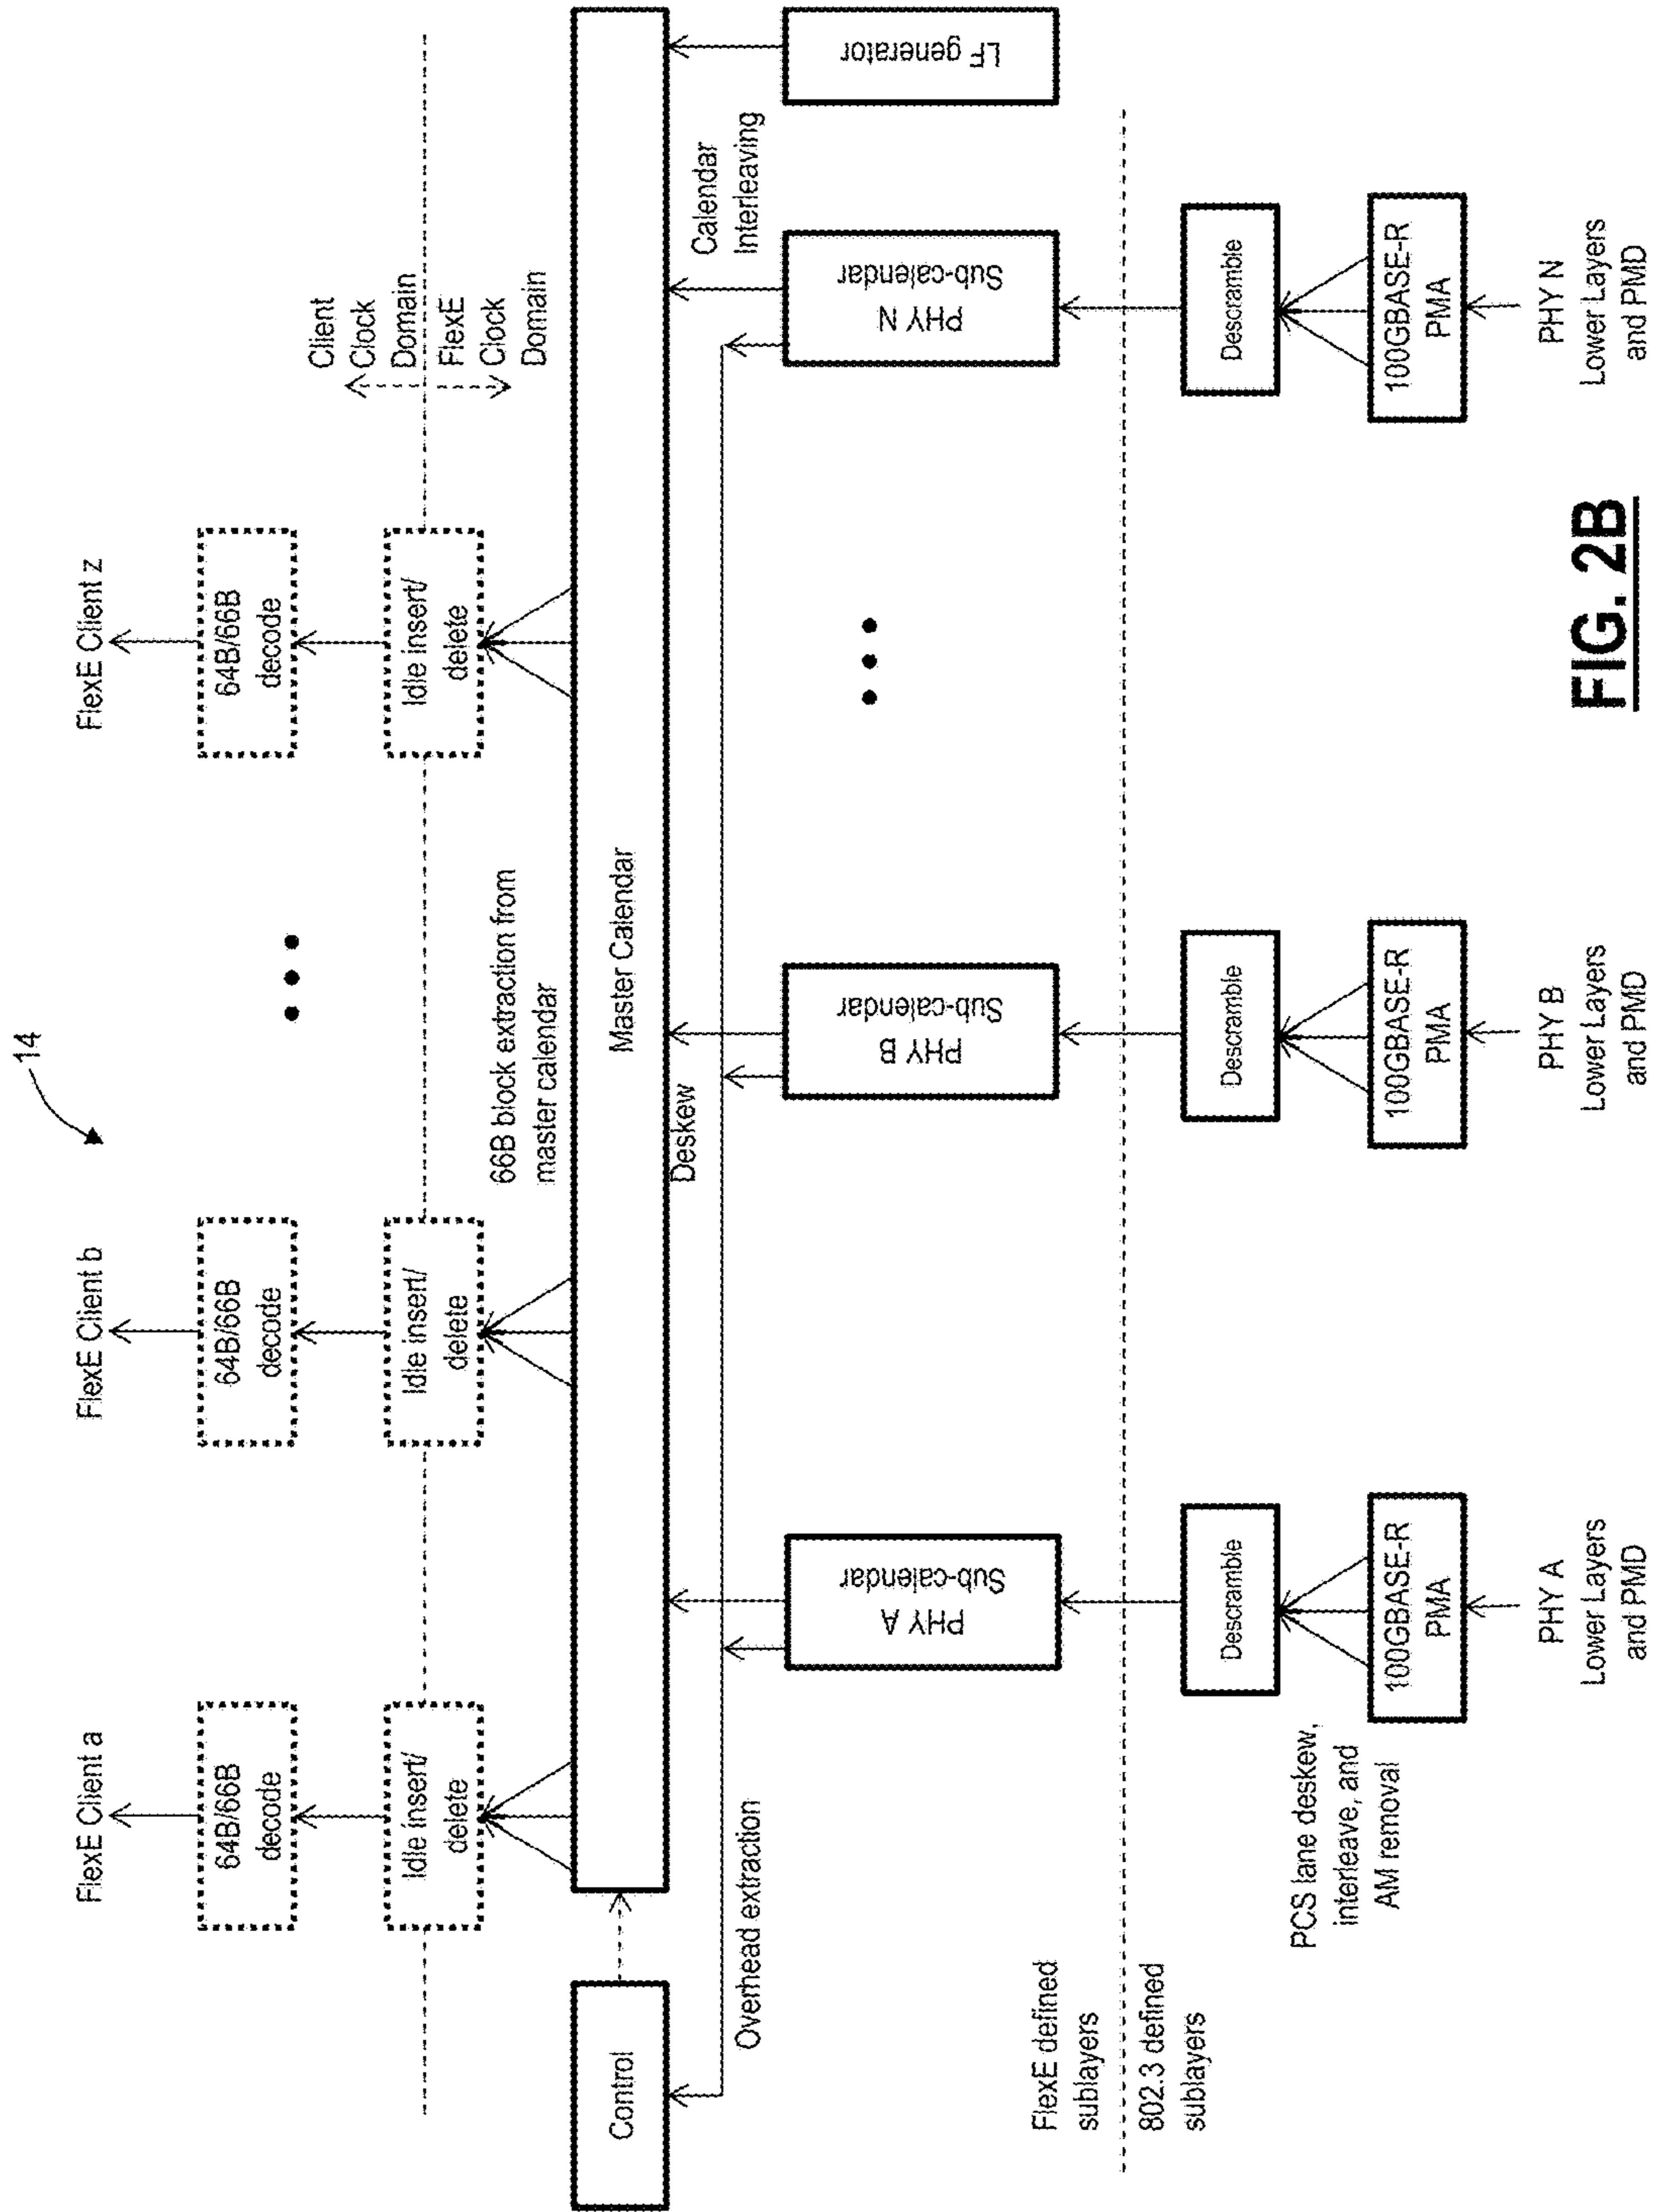 14
FlexE Client a
FlexE Client b
FlexE Client z
64B/66B
decode
64B/66B
decode
64B/66B
decode
Client
Clock
Domain
Idle insert/
delete
Idle insert/
delete
Idle insert/
delete
FlexE
Clock
Domain
66B block extraction from
master calendar
Control
Master Calendar
Deskew
Calendar
Interleaving
Overhead extraction
PHY A
Sub-calendar
PHY B
Sub-calendar
PHY N
Sub-calendar
LF generator
FlexE defined
sublayers
802.3 defined
sublayers
Descramble
Descramble
Descramble
PCS lane deskew,
interleave, and
AM removal
100GBASE-R
PMA
100GBASE-R
PMA
100GBASE-R
PMA
PHY A
Lower Layers
and PMD
PHY B
Lower Layers
and PMD
PHY N
Lower Layers
and PMD
FIG. 2B